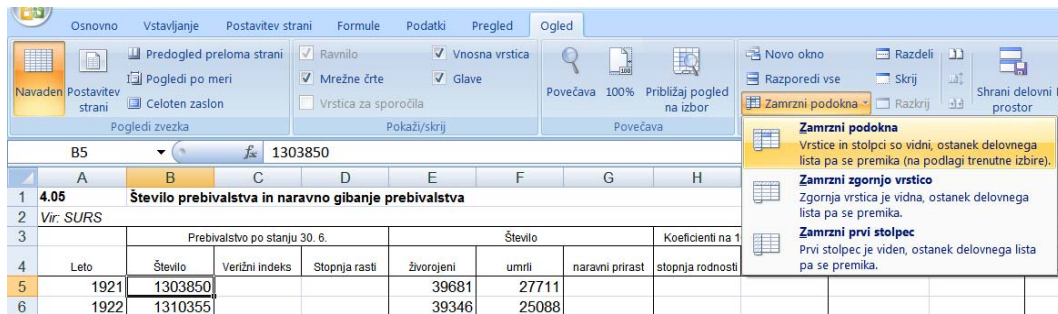 Osnovno Vstavljanje Postavitev strani Formule Podatki Pregled Ogled
Navaden
Postavitev strani
Predogled preloma strani
Pogledi po meri
Celoten zaslon
Pogledi zvezka
Ravnilo
Mrežne črte
Vrstica za sporočila
Vnosna vrstica
Glave
Pokaži/skrij
Povečava
100%
Približaj pogled
na izbor
Povečava
Novo okno
Razporedi vse
Zamrzni podokna
Razdeli
Skrij
Razkrij
Shrani delovni
prostor
Zamrzni podokna
Vrstice in stolpci so vidni, ostanek delovnega
lista pa se premika (na podlagi trenutne izbire).
Zamrzni zgornjo vrstico
Zgornja vrstica je vidna, ostanek delovnega
lista pa se premika.
Zamrzni prvi stolpec
Prvi stolpec je viden, ostanek delovnega lista
pa se premika.
B5 fx 1303850
A B C D E F G H
1 4.05 Število prebivalstva in naravno gibanje prebivalstva
2 Vir: SURS
3 Prebivalstvo po stanju 30. 6. Število Koeficienti na 1
4 Leto Število Verižni indeks Stopnja rasti živorojeni umrli naravni prirast stopnja rodnosti
5 1921 1303850 39681 27711
6 1922 1310355 39346 25088